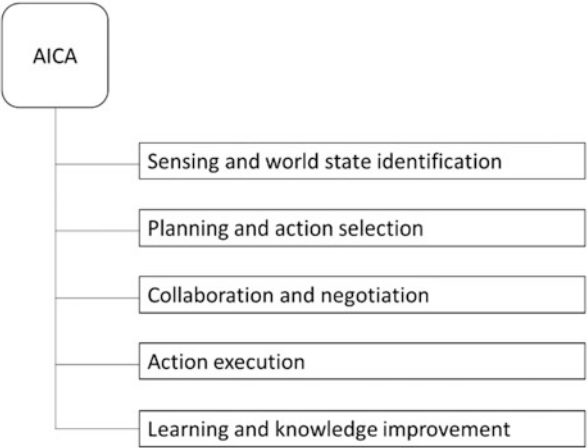 AICA
Sensing and world state identification
Planning and action selection
Collaboration and negotiation
Action execution
Learning and knowledge improvement